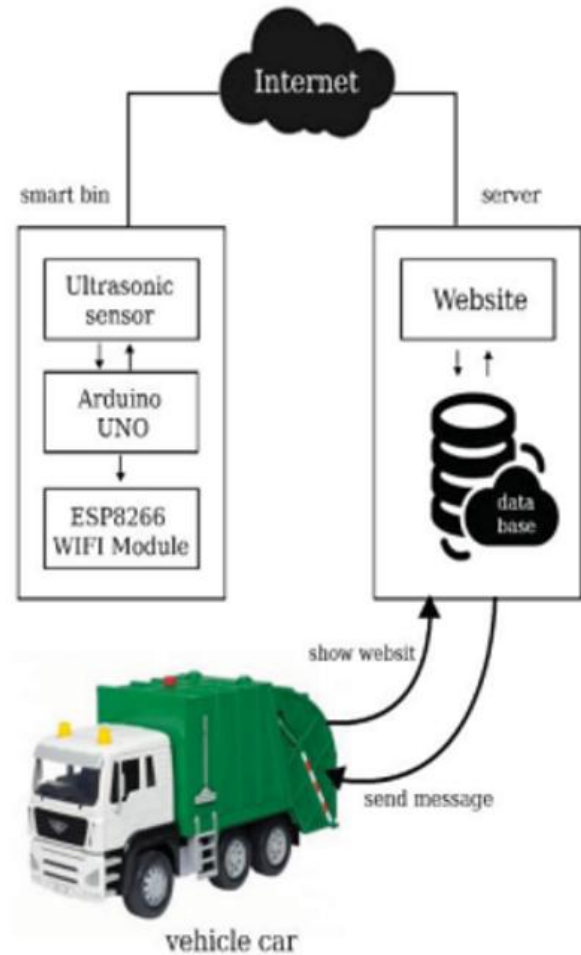 Internet
smart bin
server
Ultrasonic
sensor
Arduino
UNO
ESP8266
WIFI Module
Website
data
base
show websit
send message
vehicle car